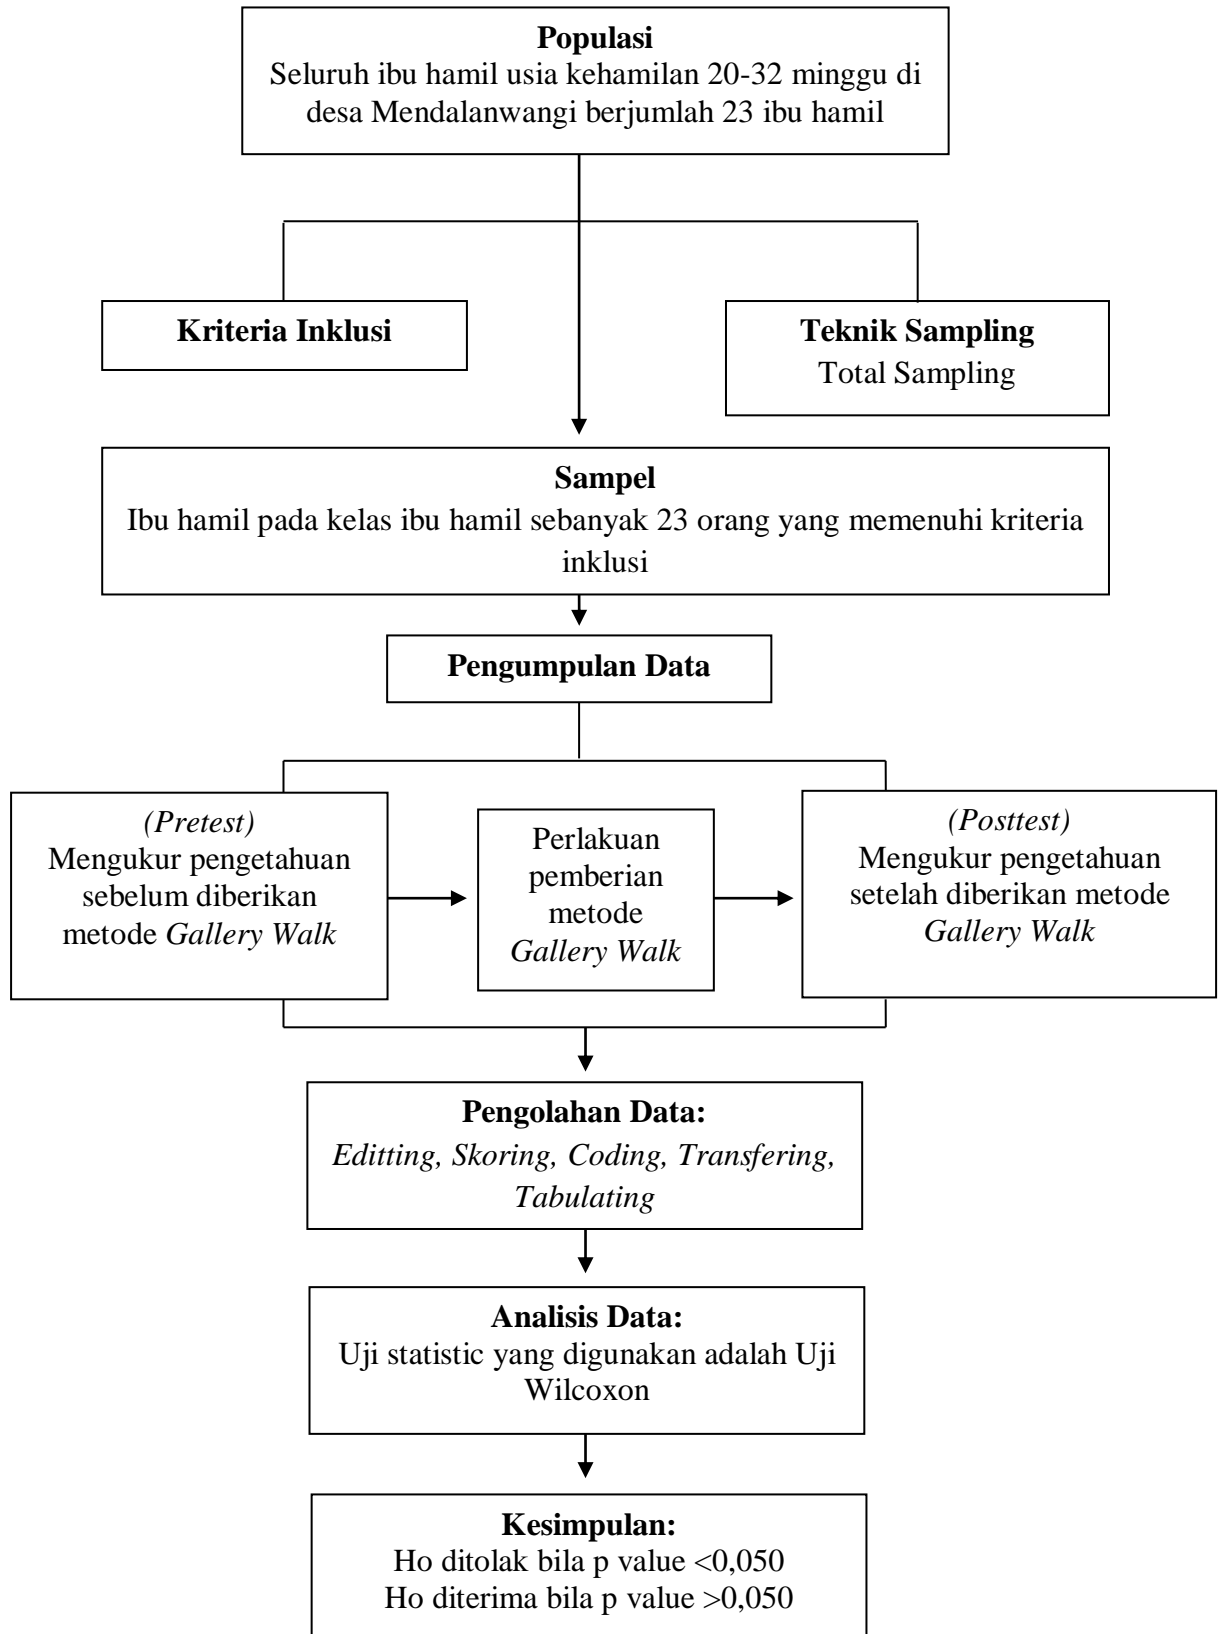 Populasi
Seluruh ibu hamil usia kehamilan 20-32 minggu di
desa Mendalanwangi berjumlah 23 ibu hamil
Kriteria Inklusi
Teknik Sampling
Total Sampling
Sampel
Ibu hamil pada kelas ibu hamil sebanyak 23 orang yang memenuhi kriteria
inklusi
Pengumpulan Data
(Pretest)
Mengukur pengetahuan
sebelum diberikan
metode Gallery Walk
Perlakuan
pemberian
metode
Gallery Walk
(Posttest)
Mengukur pengetahuan
setelah diberikan metode
Gallery Walk
Pengolahan Data:
Editting, Skoring, Coding, Transfering,
Tabulating
Analisis Data:
Uji statistic yang digunakan adalah Uji
Wilcoxon
Kesimpulan:
Ho ditolak bila p value <0,050
Ho diterima bila p value >0,050